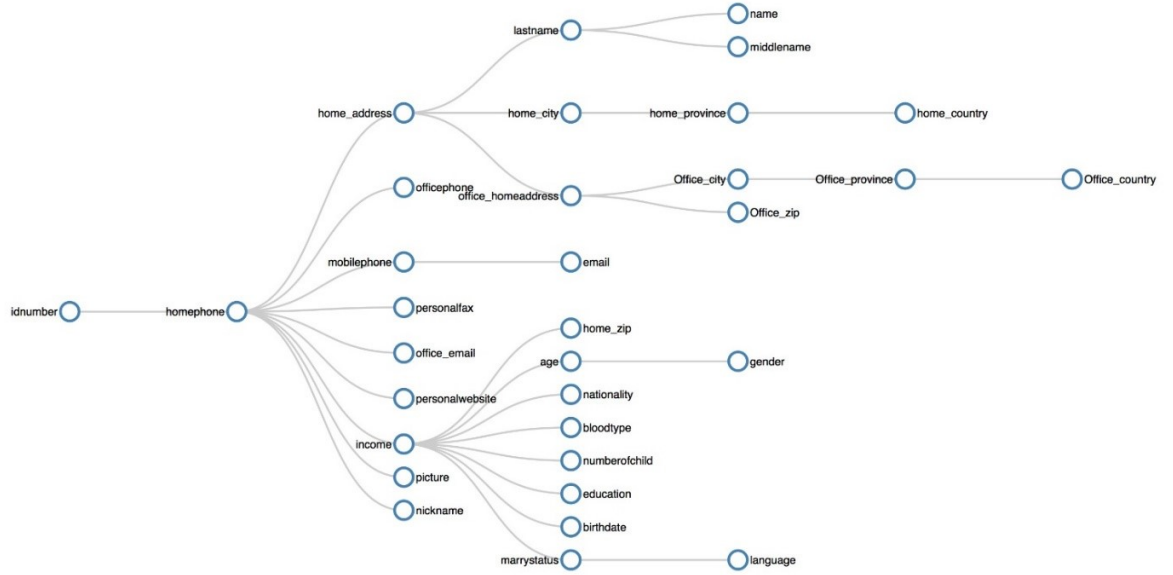 name
lastname
middlename
home_address
home_city
home_province
home_country
Office_city
Office_province
Office_country
officephone
office_homeaddress
Office_zip
mobilephone
email
idnumber
homephone
personalfax
home_zip
office_email
age
gender
nationality
personalwebsite
bloodtype
income
numberofchild
picture
education
nickname
birthdate
marrystatus
language